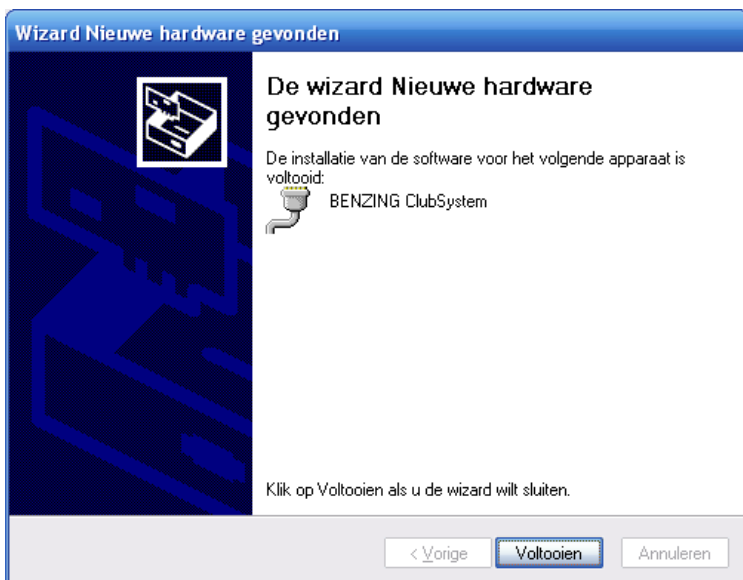 Wizard Nieuwe hardware gevonden
De wizard Nieuwe hardware
gevonden
De installatie van de software voor het volgende apparaat is
voltooid:
BENZING ClubSystem
Klik op Voltooien als u de wizard wilt sluiten.
< Vorige
Voltooien
Annuleren